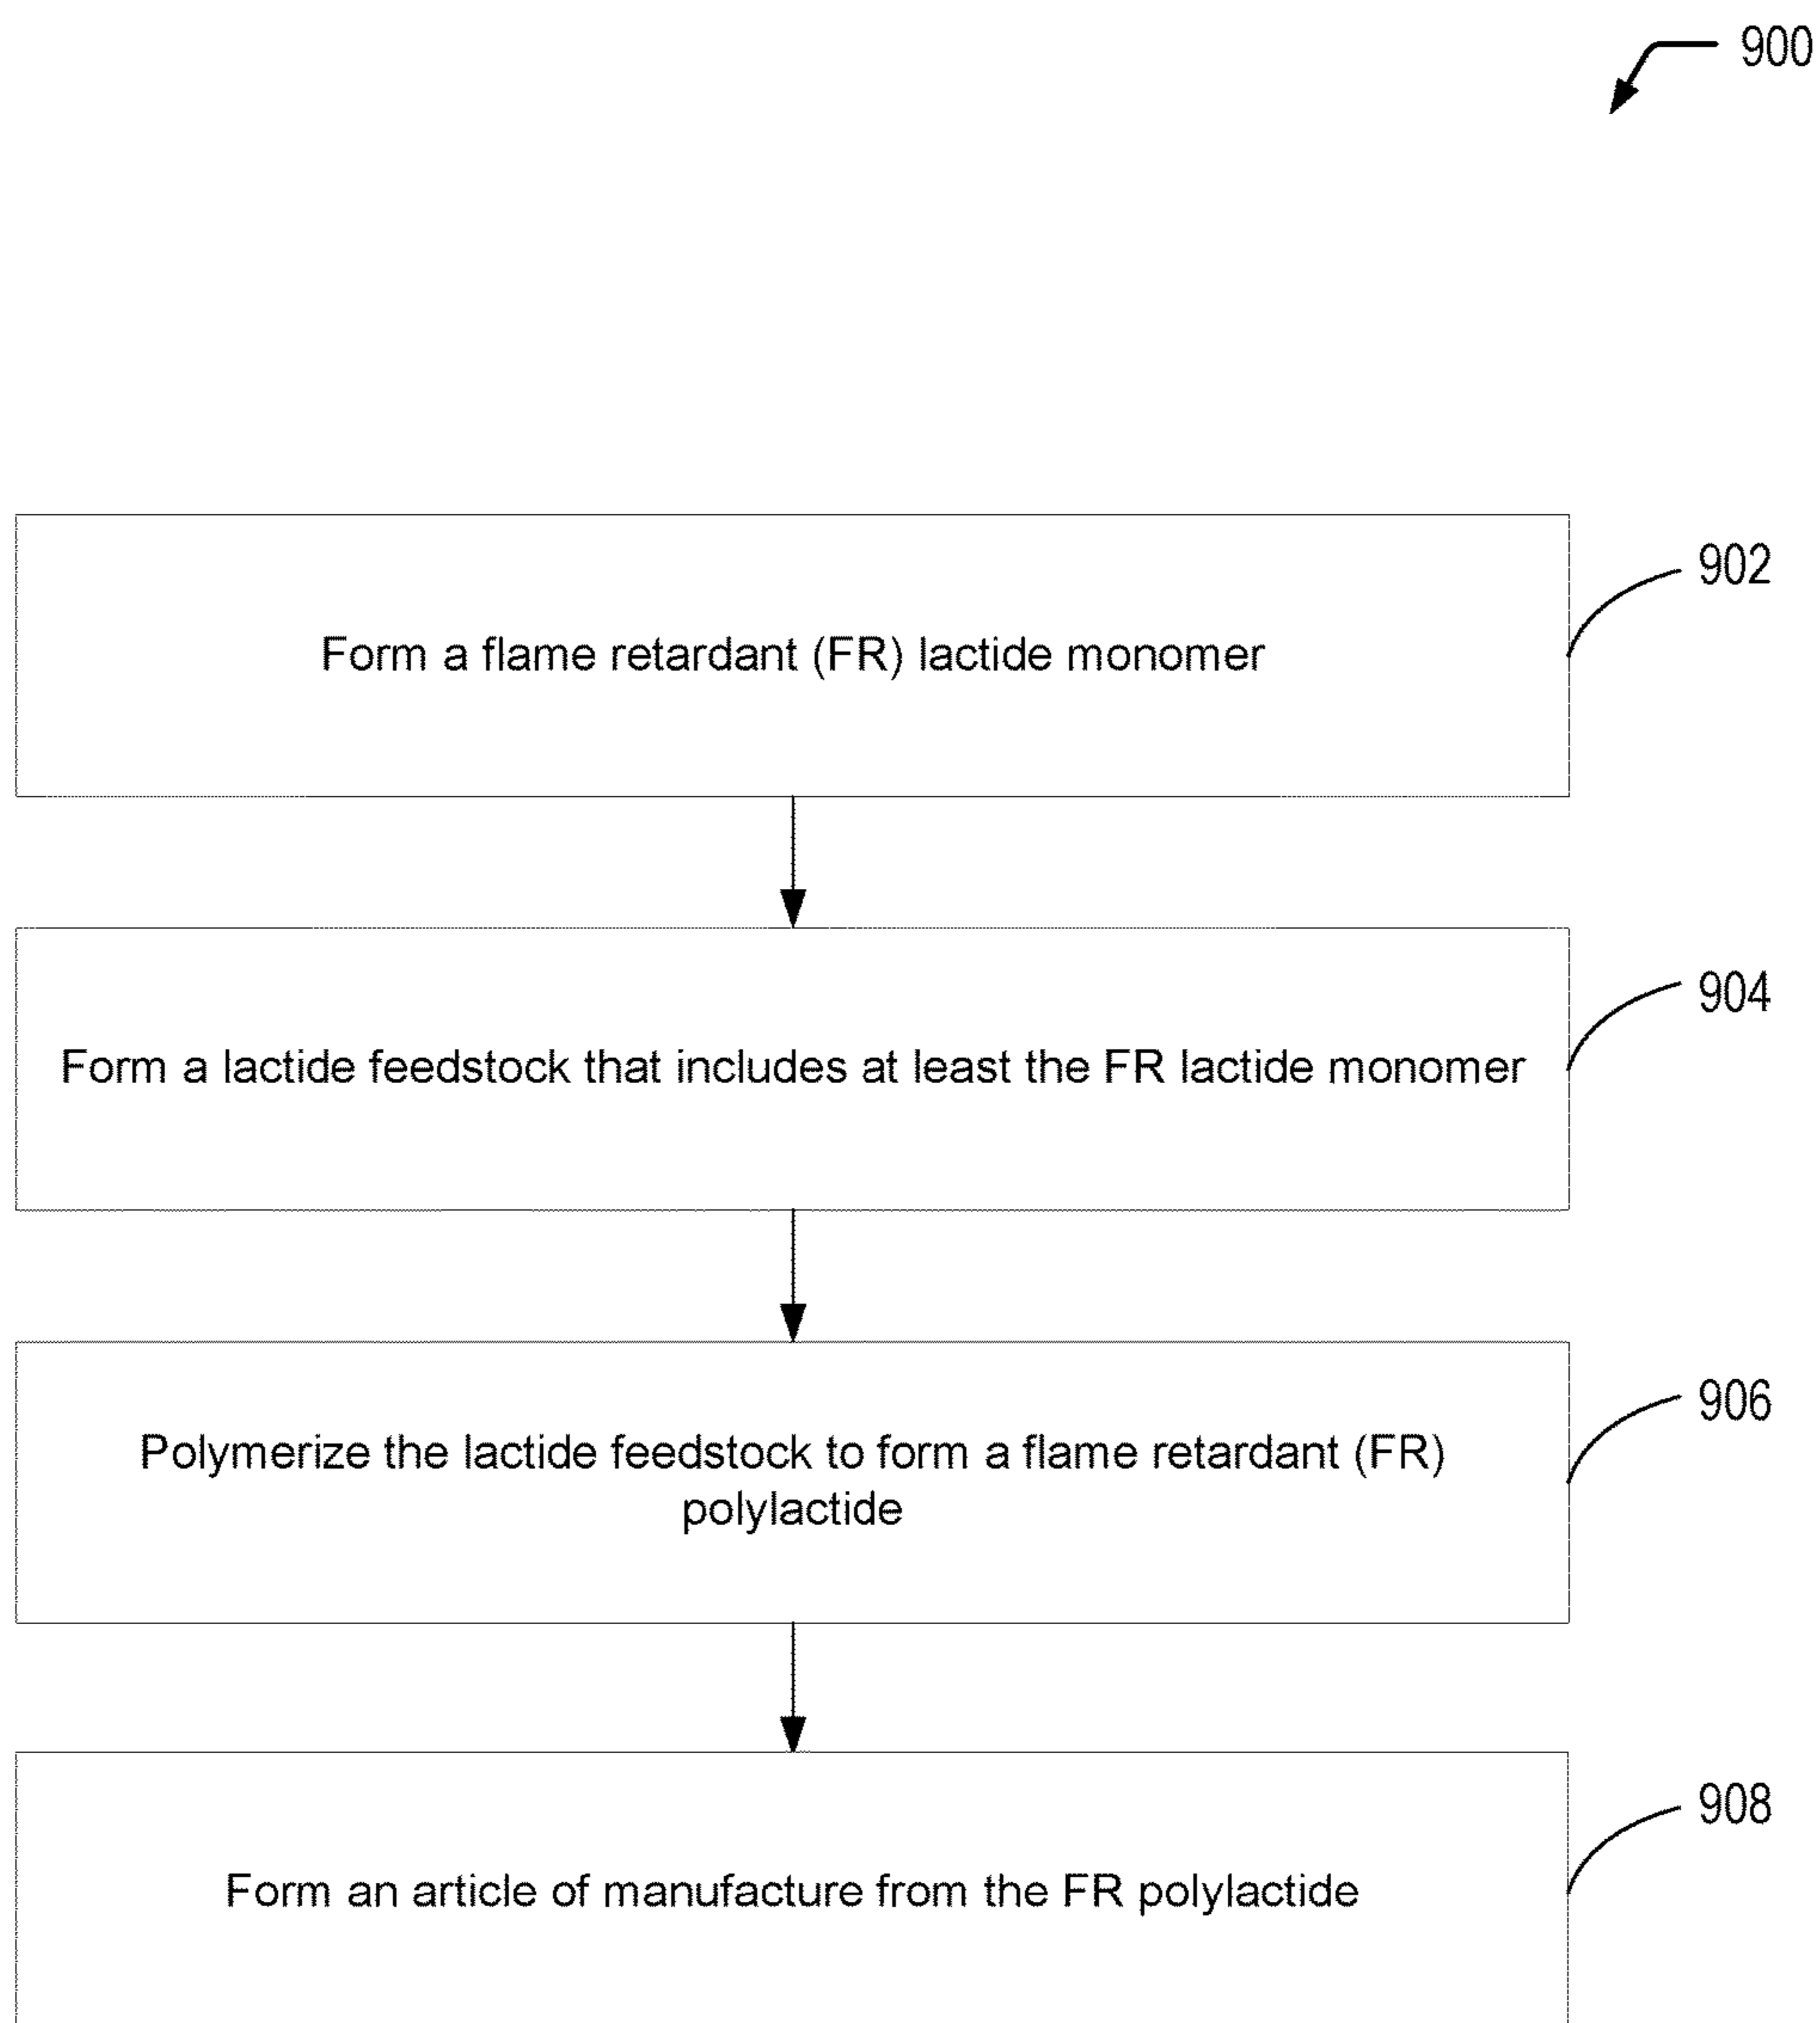 900
Form a flame retardant (FR) lactide monomer
902
Form a lactide feedstock that includes at least the FR lactide monomer
904
Polymerize the lactide feedstock to form a flame retardant (FR)
polylactide
906
Form an article of manufacture from the FR polylactide
908